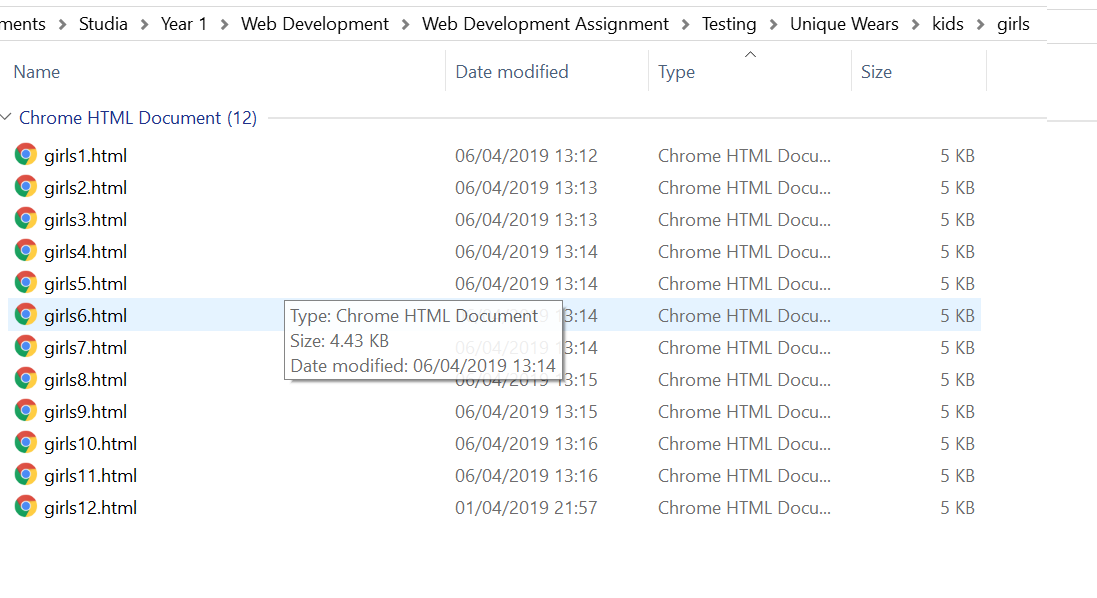 ments > Studia > Year 1 > Web Development > Web Development Assignment > Testing > Unique Wears > kids > girls
Name Date modified Type Size
Chrome HTML Document (12)
girls1.html 06/04/2019 13:12 Chrome HTML Docu... 5 KB
girls2.html 06/04/2019 13:13 Chrome HTML Docu... 5 KB
girls3.html 06/04/2019 13:13 Chrome HTML Docu... 5 KB
girls4.html 06/04/2019 13:14 Chrome HTML Docu... 5 KB
girls5.html 06/04/2019 13:14 Chrome HTML Docu... 5 KB
girls6.html 13:14 Chrome HTML Docu... 5 KB
Type: Chrome HTML Document
Size: 4.43 KB
Date modified: 06/04/2019 13:14
girls7.html 06/04/2019 13:14 Chrome HTML Docu... 5 KB
girls8.html 06/04/2019 13:15 Chrome HTML Docu... 5 KB
girls9.html 06/04/2019 13:15 Chrome HTML Docu... 5 KB
girls10.html 06/04/2019 13:16 Chrome HTML Docu... 5 KB
girls11.html 06/04/2019 13:16 Chrome HTML Docu... 5 KB
girls12.html 01/04/2019 21:57 Chrome HTML Docu... 5 KB